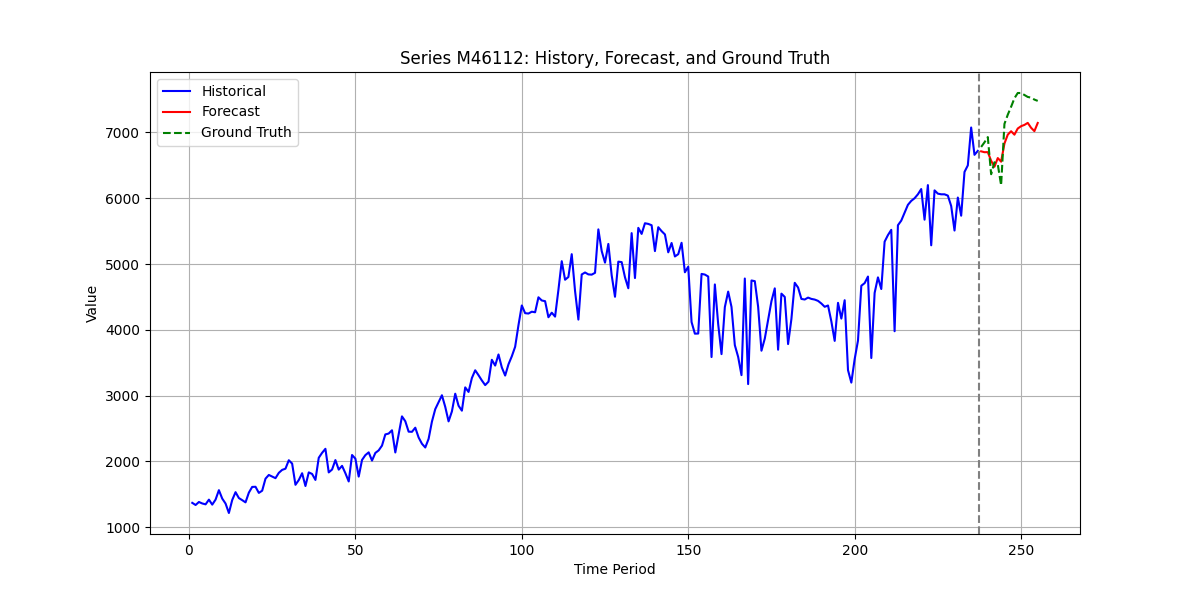 Series M46112: History, Forecast, and Ground Truth
Historical
Forecast
Ground Truth
7000
6000
5000
4000
3000
2000
1000
Value
0 50 100 150 200 250
Time Period